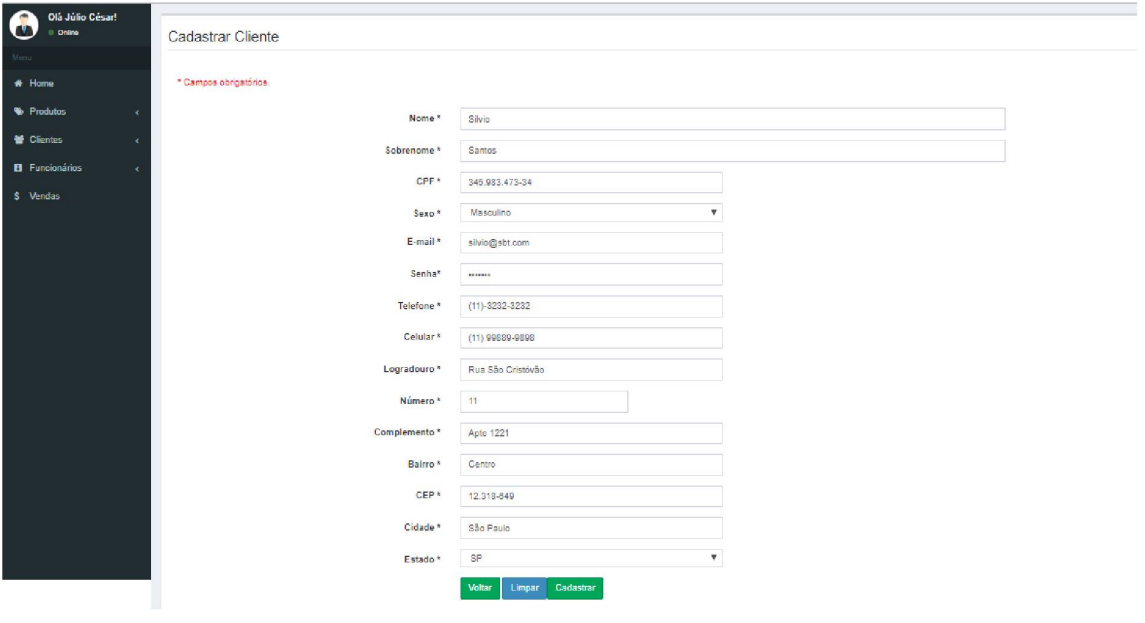 Olá Júlio César!
Online
Menu
Home
Produtos
Clientes
Funcionários
$ Vendas
Cadastrar Cliente
* Campos obrigatórios.
Nome * Silvio
Sobrenome * Santos
CPF * 345.983.473-34
Sexo * Masculino
E-mail * silvio@sbt.com
Senha* •••••••
Telefone * (11)-3232-3232
Celular * (11) 99889-9898
Logradouro * Rua São Cristóvão
Número * 11
Complemento * Apto 1221
Bairro * Centro
CEP * 12.318-649
Cidade * São Paulo
Estado * SP
Voltar Limpar Cadastrar